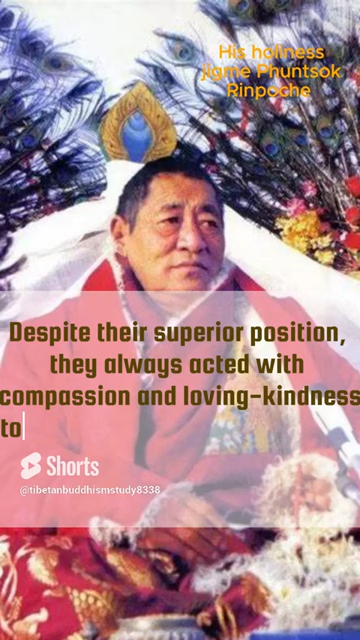 His holiness
jigme Phuntsok
Rinpoche
Despite their superior position,
they always acted with
compassion and loving-kindness
to
Shorts
@tibetanbuddhismstudy8338